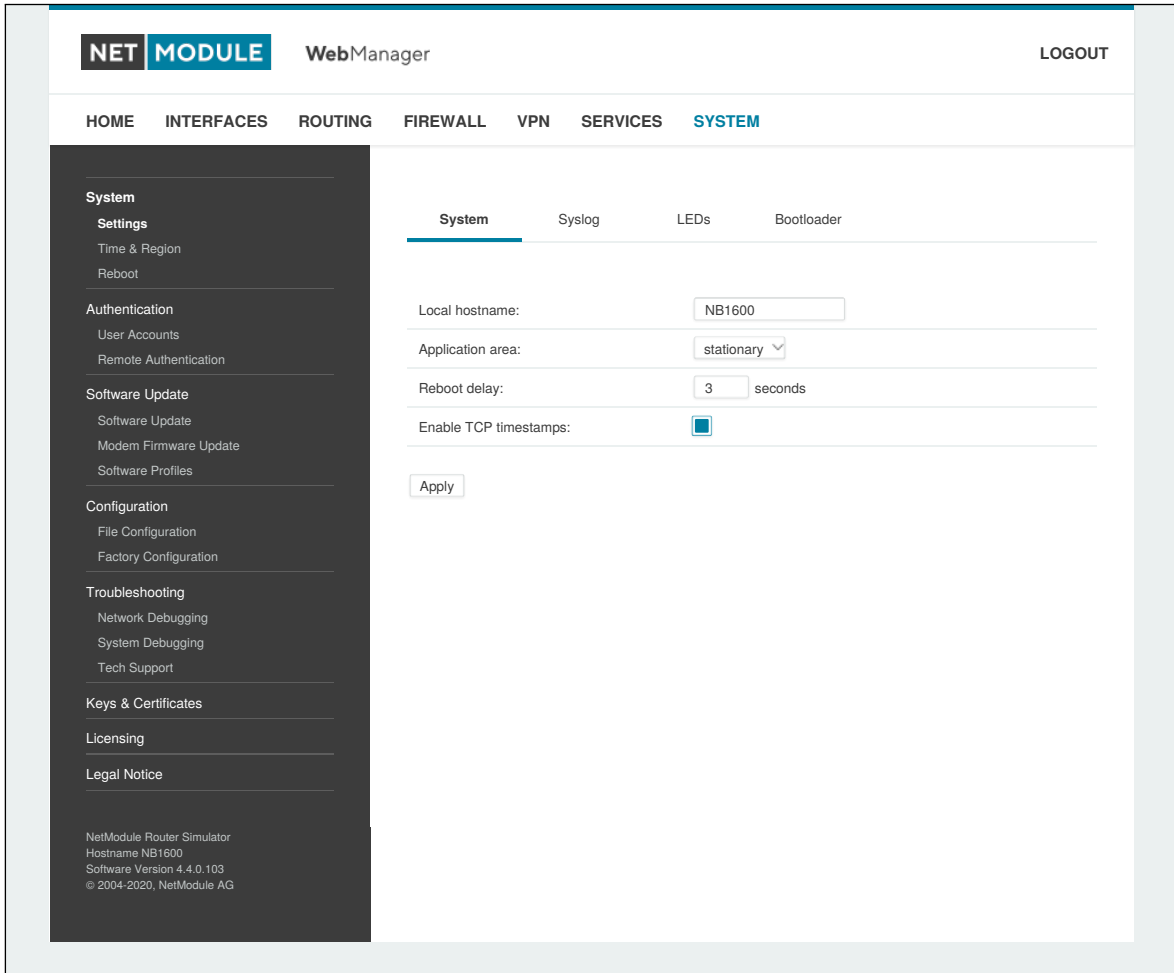 NET MODULE WebManager LOGOUT
HOME INTERFACES ROUTING FIREWALL VPN SERVICES SYSTEM
System
Settings
Time & Region
Reboot
Authentication
User Accounts
Remote Authentication
Software Update
Software Update
Modem Firmware Update
Software Profiles
Configuration
File Configuration
Factory Configuration
Troubleshooting
Network Debugging
System Debugging
Tech Support
Keys & Certificates
Licensing
Legal Notice
NetModule Router Simulator
Hostname NB1600
Software Version 4.4.0.103
© 2004-2020, NetModule AG
System Syslog LEDs Bootloader
Local hostname: NB1600
Application area: stationary
Reboot delay: 3 seconds
Enable TCP timestamps:
Apply